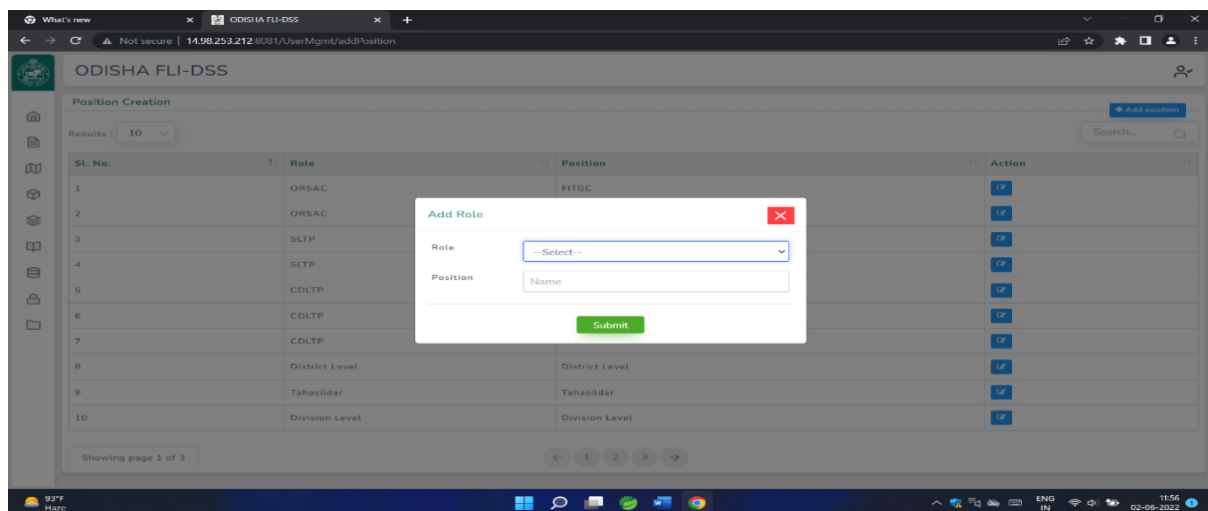 What's new
ODISHA FLI-DSS
Not secure | 14.98.253.212:8081/UserMgmt/addPosition
ODISHA FLI-DSS
Position Creation
+ Add position
Results : 10
Search...
SL. No. Role Position Action
1 ORSAC FITGC
2 ORSAC
3 SLTP
4 SLTP
5 CDLTP
6 CDLTP
7 CDLTP
8 District Level District Level
9 Tahasildar Tahasildar
10 Division Level Division Level
Add Role
Role --Select--
Position Name
Submit
Showing page 1 of 3
← 1 2 3 →
93°F
Haze
ENG
IN
11:56
02-06-2022
1